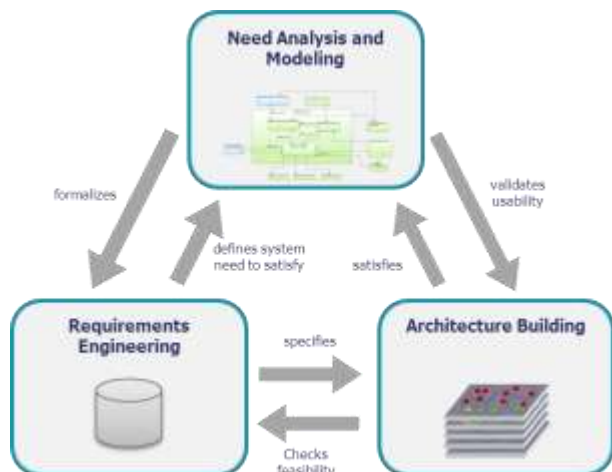 Need Analysis and
Modeling
formalizes
validates
usability
defines system
need to satisfy
satisfies
Requirements
Engineering
specifies
Architecture Building
Checks
feasibility